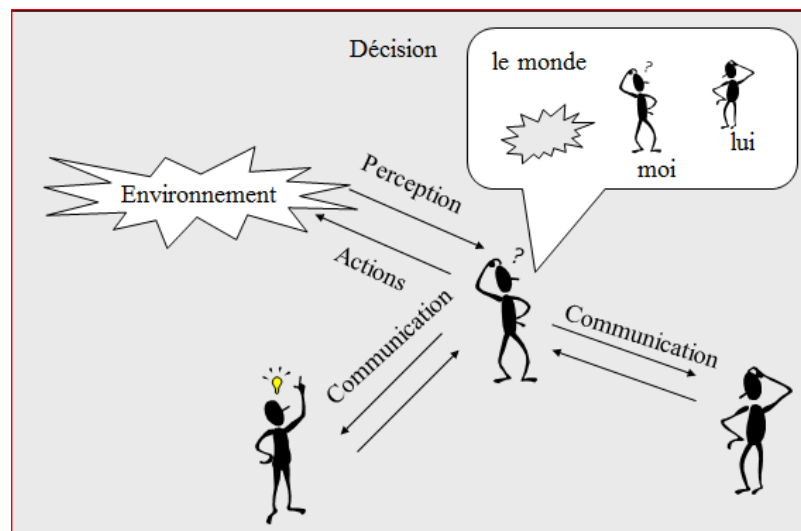 Décision
le monde
?
lui
moi
Environnement
Perception
Actions
?
Communication
Communication